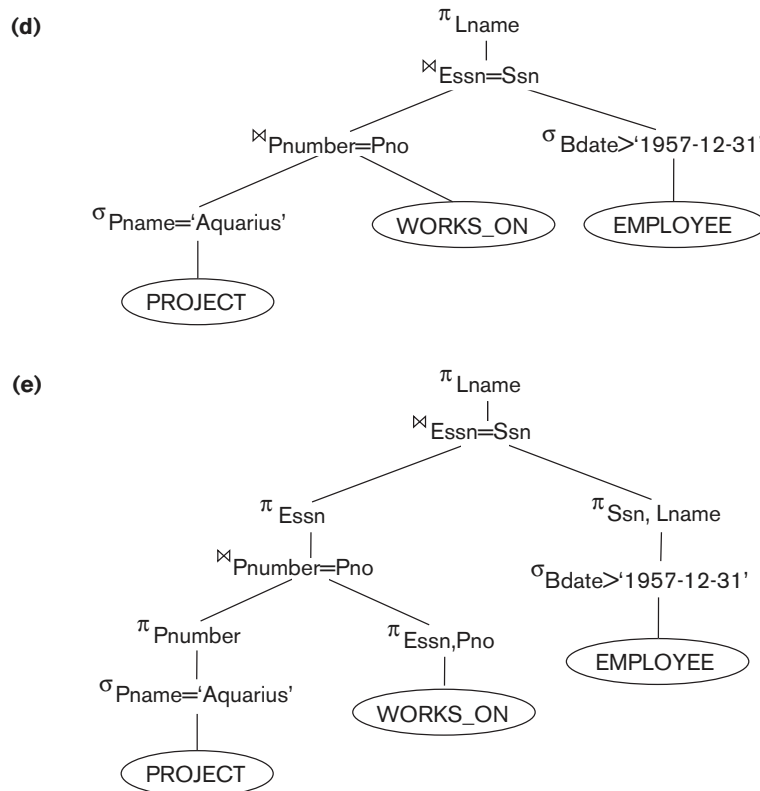 (d)
π Lname
⋈ Essn=Ssn
⋈ Pnumber=Pno
σ Bdate>‘1957-12-31’
σ Pname=‘Aquarius’
WORKS_ON
EMPLOYEE
PROJECT
(e)
π Lname
⋈ Essn=Ssn
π Essn
π Ssn, Lname
⋈ Pnumber=Pno
σ Bdate>‘1957-12-31’
π Pnumber
π Essn,Pno
EMPLOYEE
σ Pname=‘Aquarius’
WORKS_ON
PROJECT